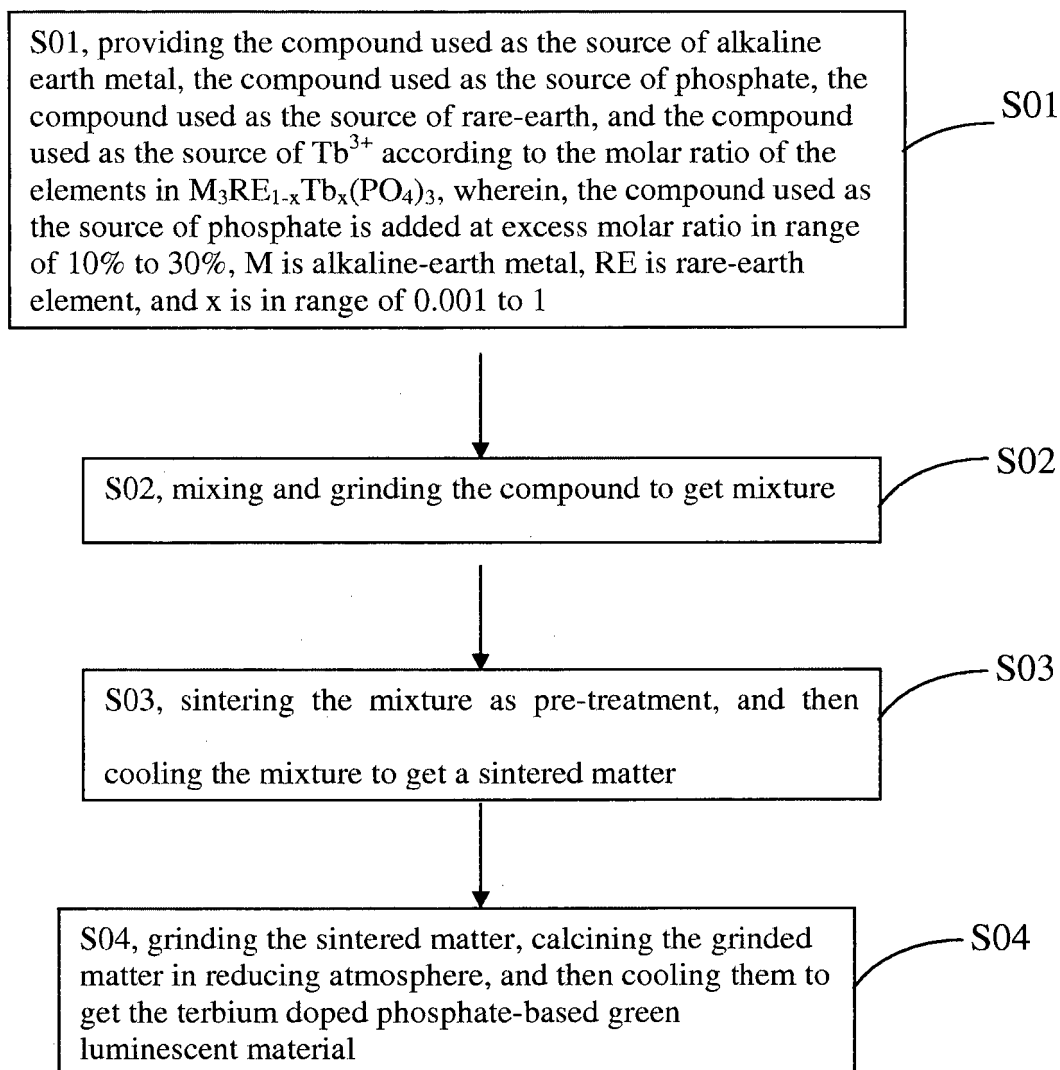 S01, providing the compound used as the source of alkaline
earth metal, the compound used as the source of phosphate, the
compound used as the source of rare-earth, and the compound
used as the source of Tb³⁺ according to the molar ratio of the
elements in M₃RE₁₋ₓTbₓ(PO₄)₃, wherein, the compound used as
the source of phosphate is added at excess molar ratio in range
of 10% to 30%, M is alkaline-earth metal, RE is rare-earth
element, and x is in range of 0.001 to 1
S01
S02, mixing and grinding the compound to get mixture
S02
S03, sintering the mixture as pre-treatment, and then
cooling the mixture to get a sintered matter
S03
S04, grinding the sintered matter, calcining the grinded
matter in reducing atmosphere, and then cooling them to
get the terbium doped phosphate-based green
luminescent material
S04